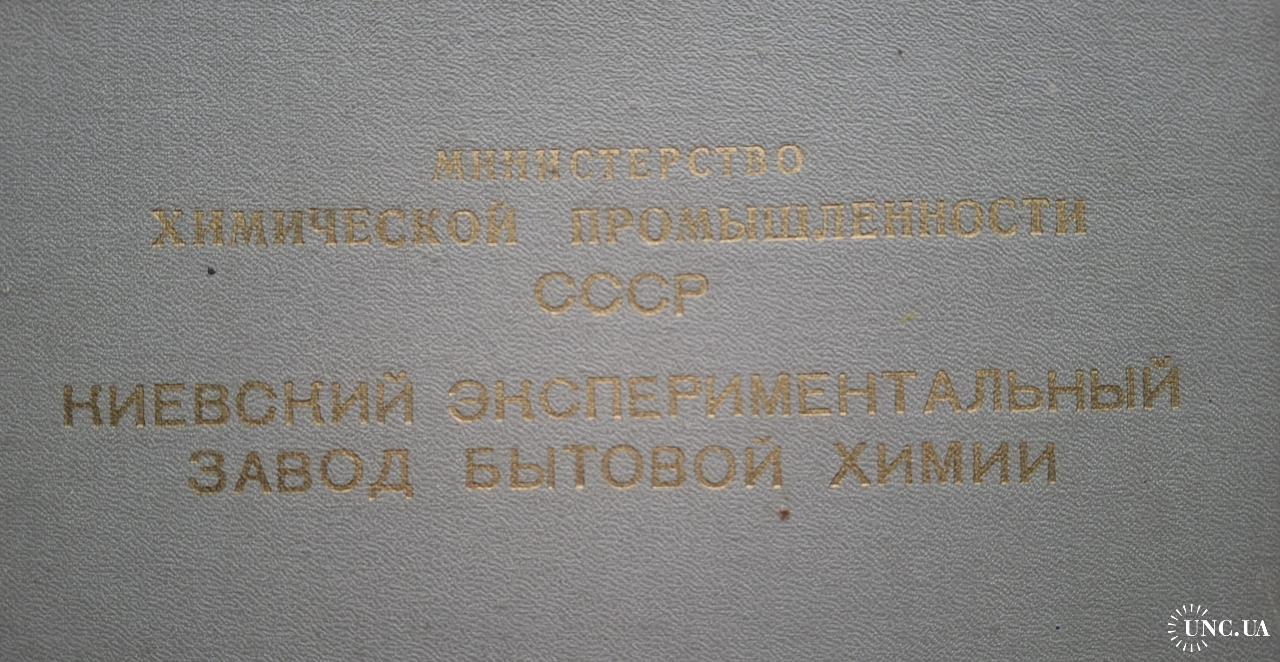 МИНИСТЕРСТВО
ХИМИЧЕСКОЙ ПРОМЫШЛЕННОСТИ
СССР
КИЕВСКИЙ ЭКСПЕРИМЕНТАЛЬНЫЙ
ЗАВОД БЫТОВОЙ ХИМИИ
UNC.UA